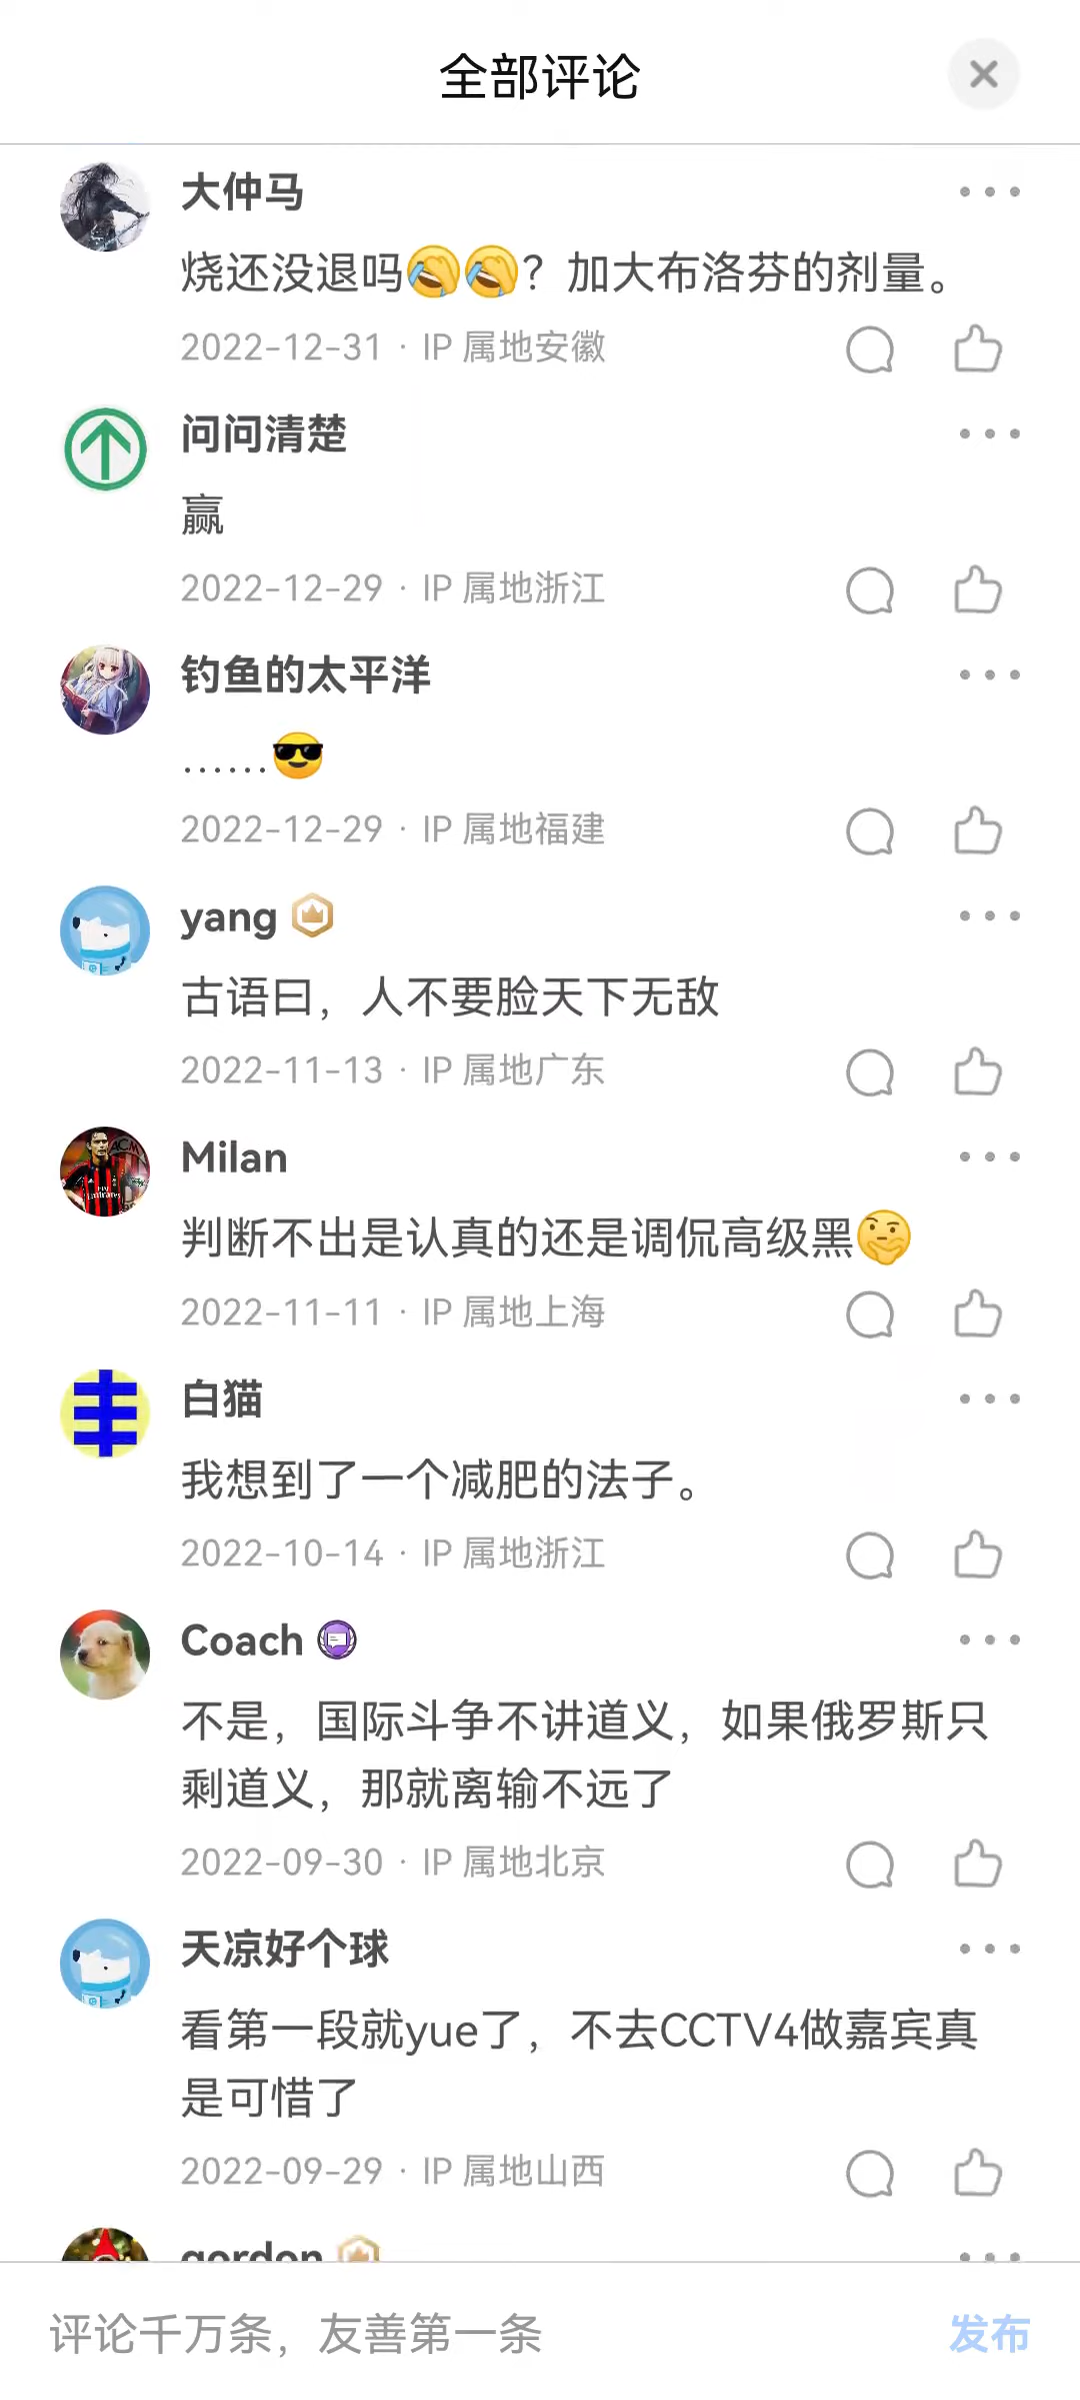 全部评论
大仲马
烧还没退吗🤣🤣？加大布洛芬的剂量。
2022-12-31 · IP 属地安徽
问问清楚
赢
2022-12-29 · IP 属地浙江
钓鱼的太平洋
……😎
2022-12-29 · IP 属地福建
yang
古语曰，人不要脸天下无敌
2022-11-13 · IP 属地广东
Milan
判断不出是认真的还是调侃高级黑🤔
2022-11-11 · IP 属地上海
白猫
我想到了一个减肥的法子。
2022-10-14 · IP 属地浙江
Coach
不是，国际斗争不讲道义，如果俄罗斯只
剩道义，那就离输不远了
2022-09-30 · IP 属地北京
天凉好个球
看第一段就yue了，不去CCTV4做嘉宾真
是可惜了
2022-09-29 · IP 属地山西
gordon
评论千万条，友善第一条
发布